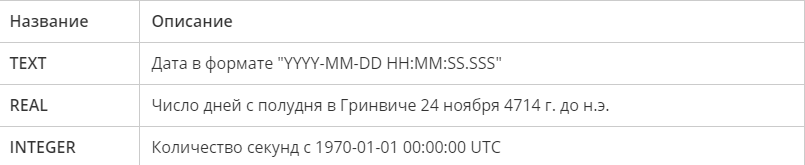 Название Описание
TEXT Дата в формате "YYYY-MM-DD HH:MM:SS.SSS"
REAL Число дней с полудня в Гринвиче 24 ноября 4714 г. до н.э.
INTEGER Количество секунд с 1970-01-01 00:00:00 UTC